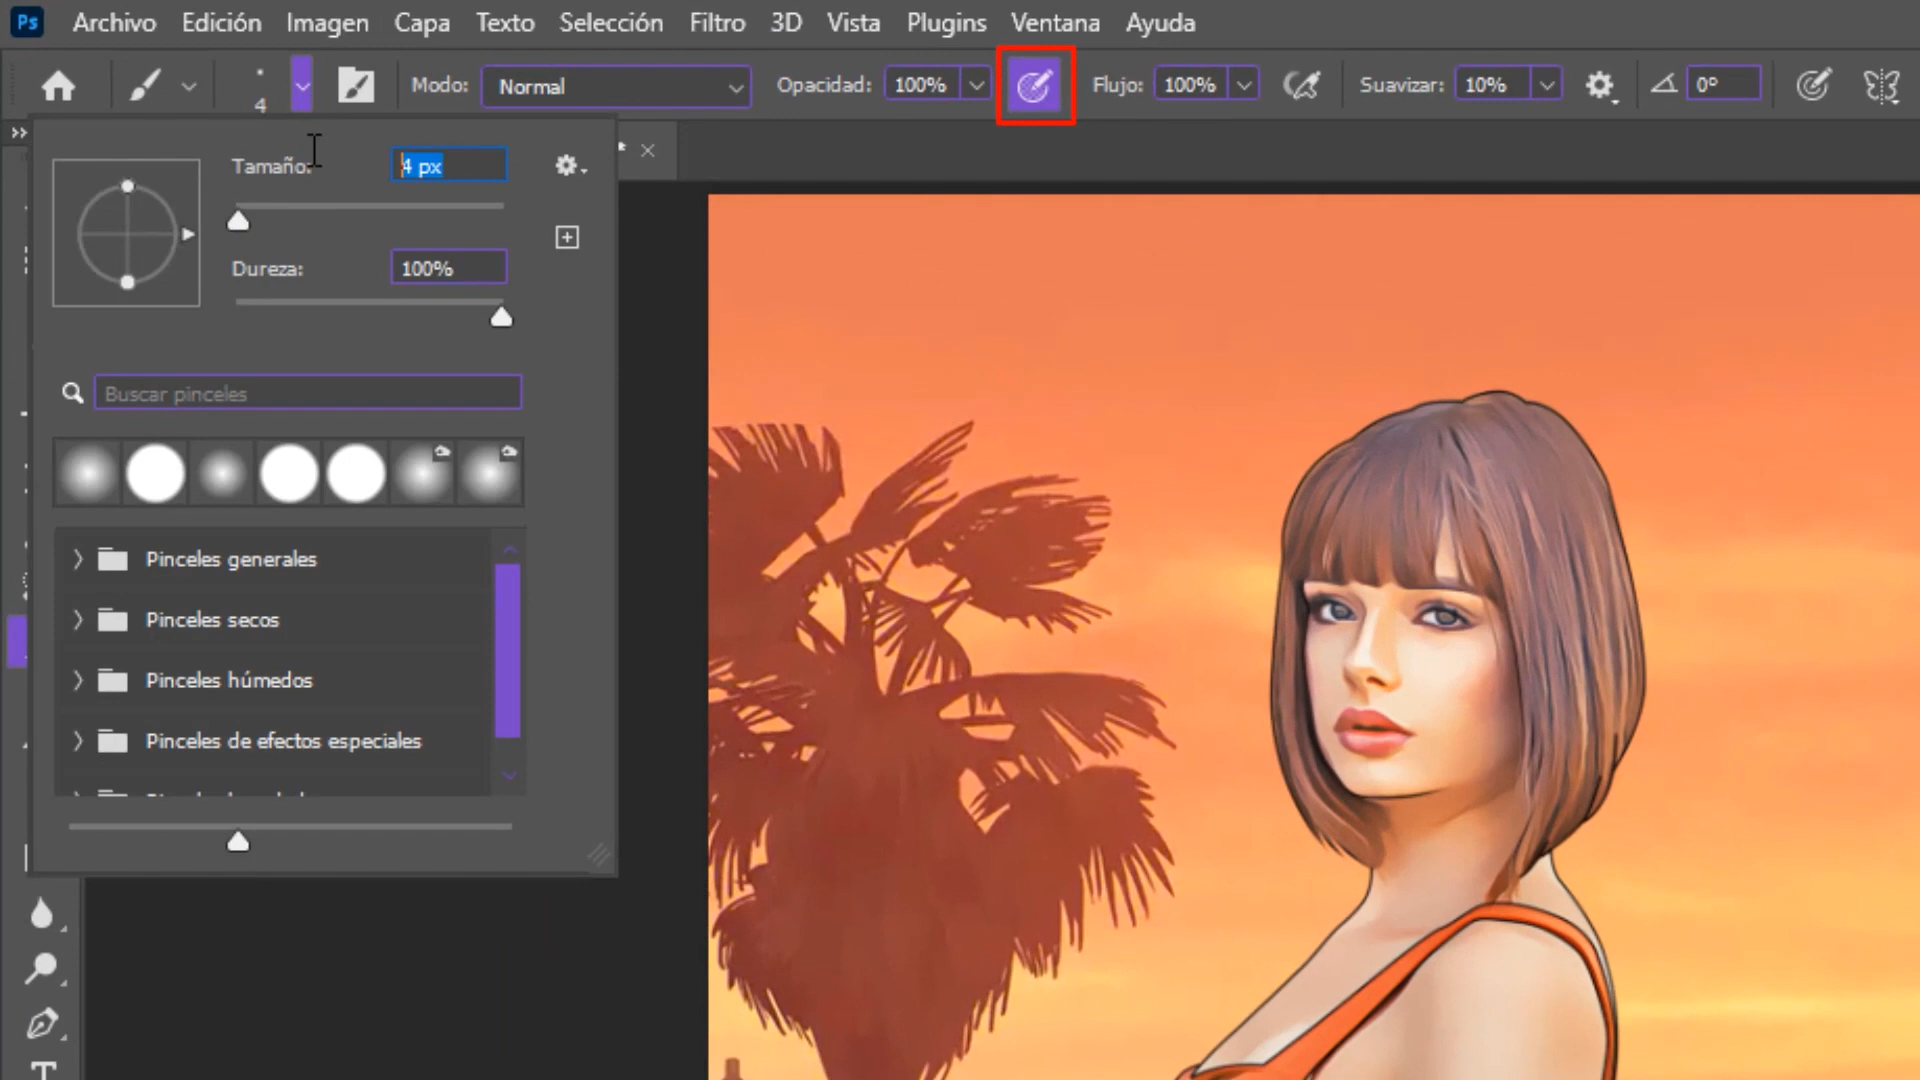 Ps Archivo Edición Imagen Capa Texto Selección Filtro 3D Vista Plugins Ventana Ayuda
4 Modo: Normal Opacidad: 100% Flujo: 100% Suavizar: 10% 0º
Tamaño: 4 px
* ×
Dureza: 100%
Buscar pinceles
Pinceles generales
Pinceles secos
Pinceles húmedos
Pinceles de efectos especiales